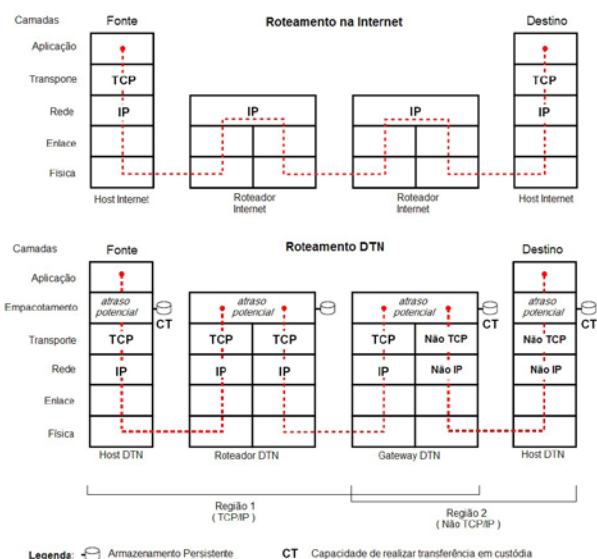 Camadas Fonte Roteamento na Internet Destino
Aplicação
Transporte TCP TCP
Rede IP IP IP IP
Enlace
Física
Host Internet Roteador Internet Roteador Internet Host Internet
Camadas Fonte Roteamento DTN Destino
Aplicação
Empacotamento atraso potencial atraso potencial atraso potencial atraso potencial
CT CT CT
Transporte TCP TCP TCP TCP Não TCP Não TCP
Rede IP IP IP IP Não IP Não IP
Enlace
Física
Host DTN Roteador DTN Gateway DTN Host DTN
Região 1 Região 2
( TCP/IP ) ( Não TCP/IP )
Legenda: Armazenamento Persistente CT Capacidade de realizar transferência em custódia